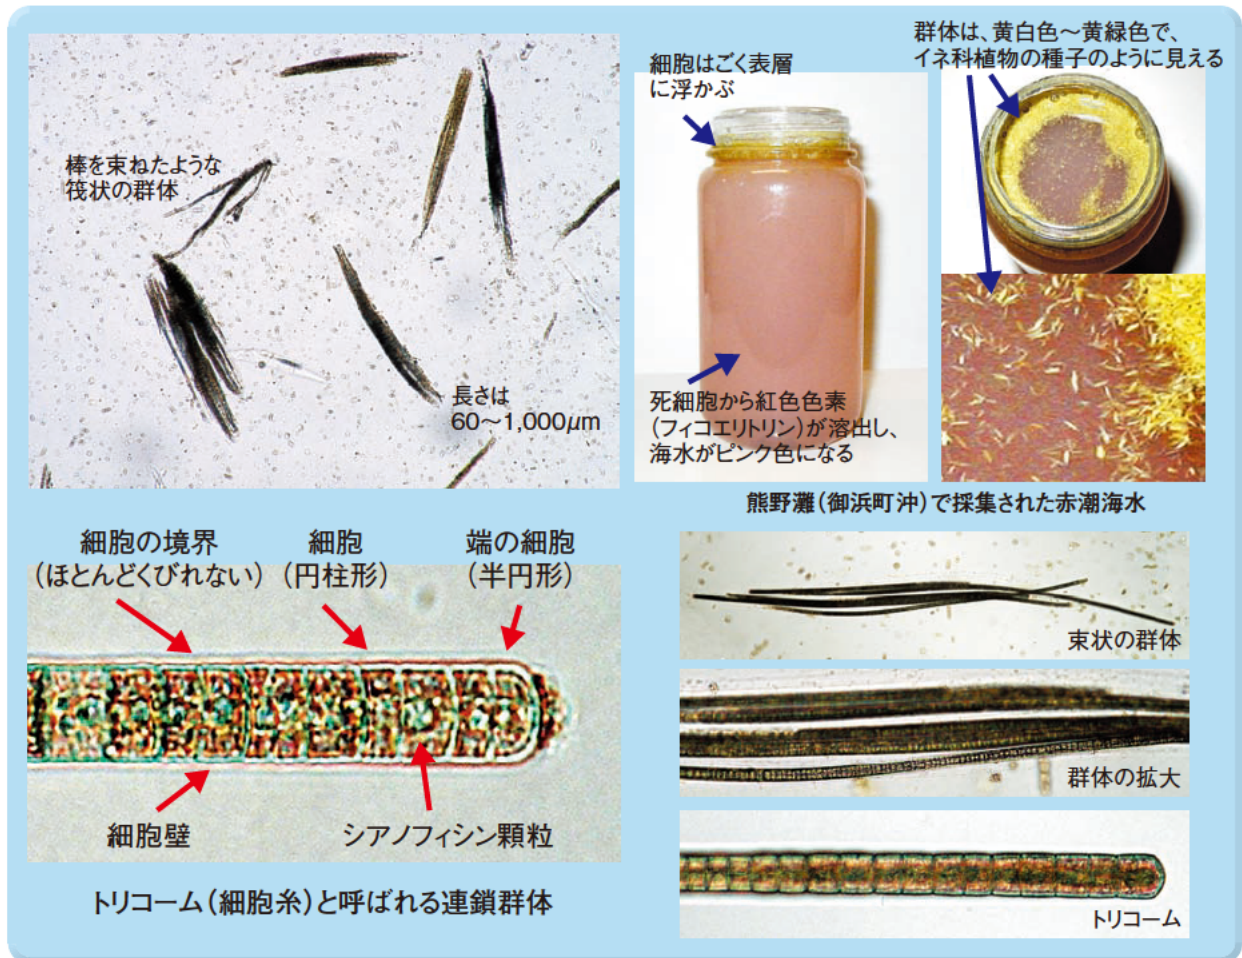 棒を束ねたような
筏状の群体
長さは
60〜1,000μm
細胞はごく表層
に浮かぶ
群体は、黄白色〜黄緑色で、
イネ科植物の種子のように見える
死細胞から紅色色素
（フィコエリトリン）が溶出し、
海水がピンク色になる
熊野灘（御浜町沖）で採集された赤潮海水
細胞の境界
（ほとんどくびれない）
細胞
（円柱形）
端の細胞
（半円形）
細胞壁
シアノフィシン顆粒
トリコーム（細胞糸）と呼ばれる連鎖群体
束状の群体
群体の拡大
トリコーム